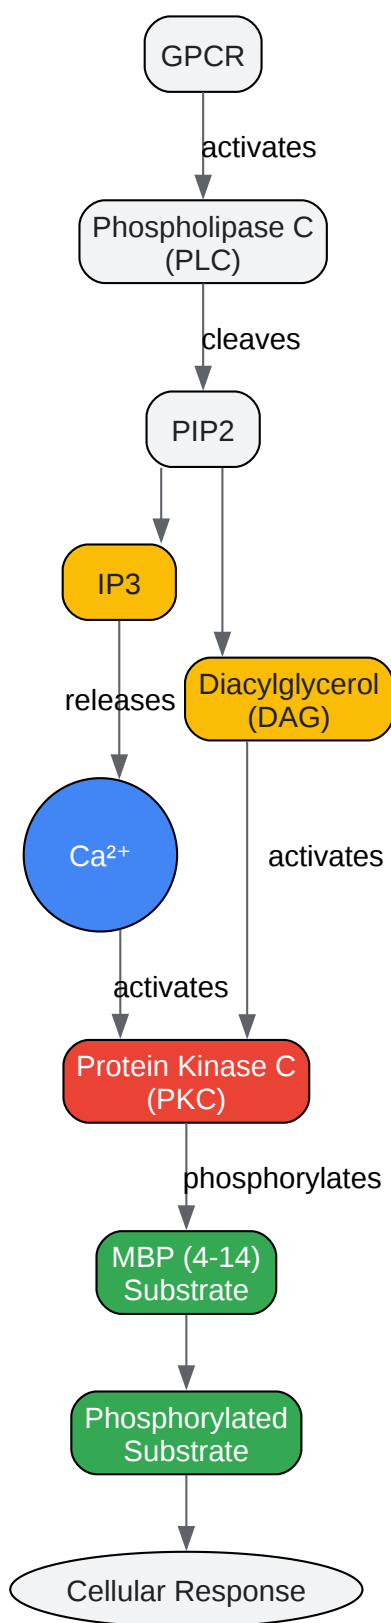 GPCR
activates
Phospholipase C
(PLC)
cleaves
PIP2
IP3
Diacylglycerol
(DAG)
releases
Ca²⁺
activates
activates
Protein Kinase C
(PKC)
phosphorylates
MBP (4-14)
Substrate
Phosphorylated
Substrate
Cellular Response